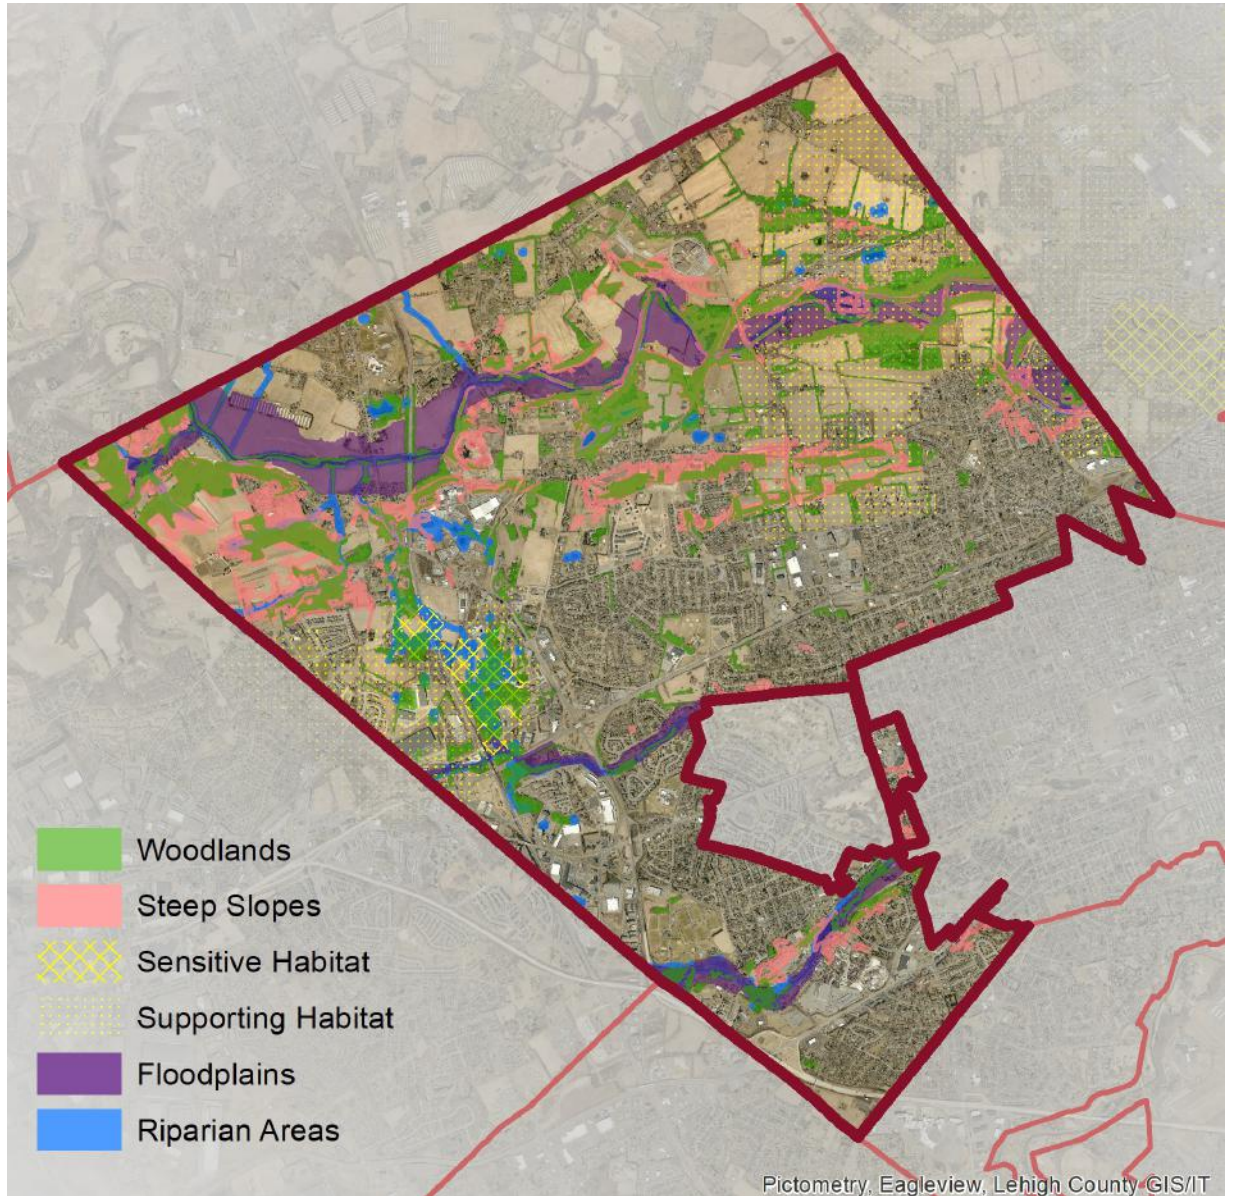 Woodlands
Steep Slopes
Sensitive Habitat
Supporting Habitat
Floodplains
Riparian Areas
Pictometry, Eagleview, Lehigh County GIS/IT